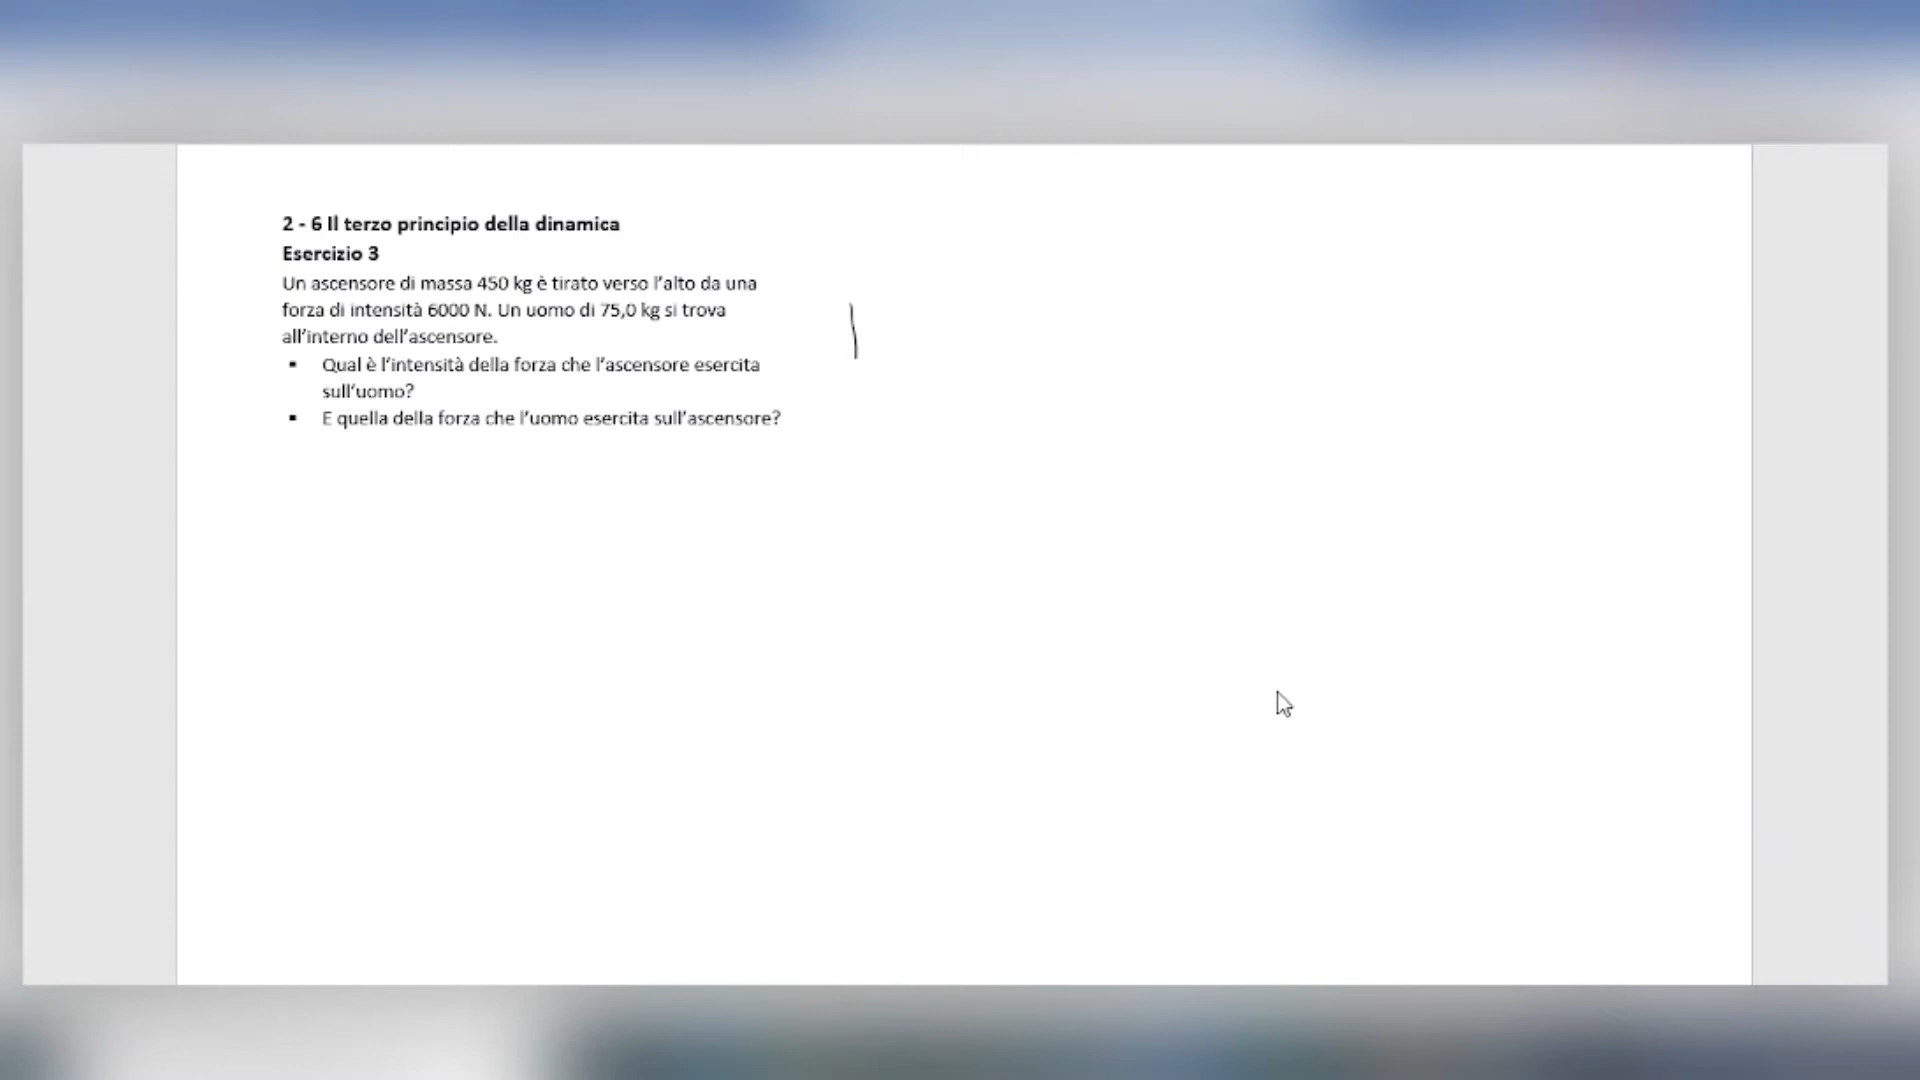 2 - 6 Il terzo principio della dinamica
Esercizio 3
Un ascensore di massa 450 kg è tirato verso l'alto da una
forza di intensità 6000 N. Un uomo di 75,0 kg si trova
all'interno dell'ascensore.
▪ Qual è l'intensità della forza che l'ascensore esercita
sull'uomo?
▪ E quella della forza che l'uomo esercita sull'ascensore?